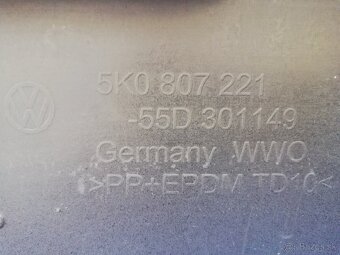 5K0 807 221
-55D 301149
Germany WWO
>PP+EPDM TD10<